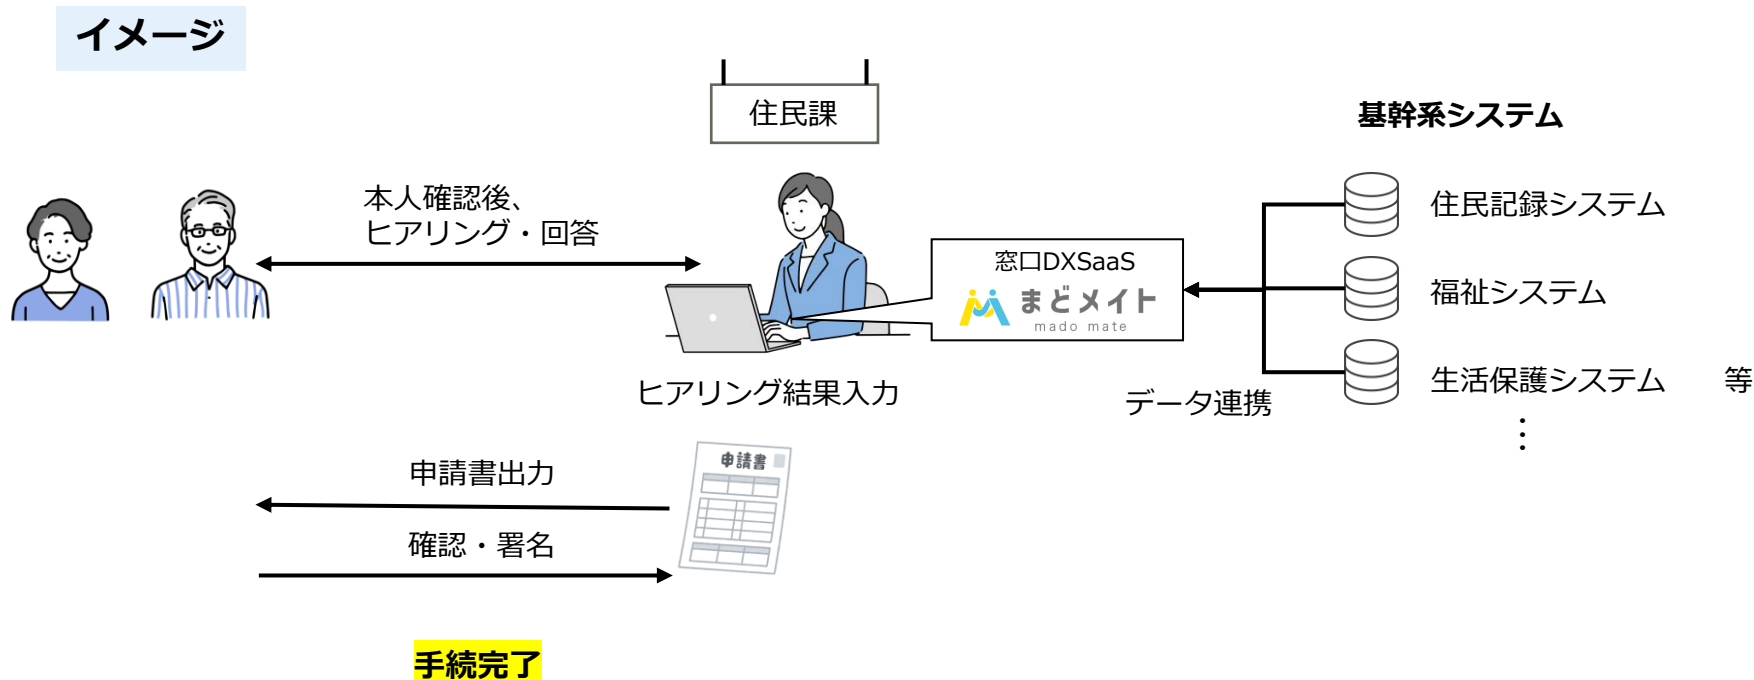 イメージ
住民課
基幹系システム
本人確認後、
ヒアリング・回答
窓口DXSaaS
まどメイト
mado mate
住民記録システム
福祉システム
生活保護システム 等
⋮
ヒアリング結果入力
データ連携
申請書出力
申請書
確認・署名
手続完了